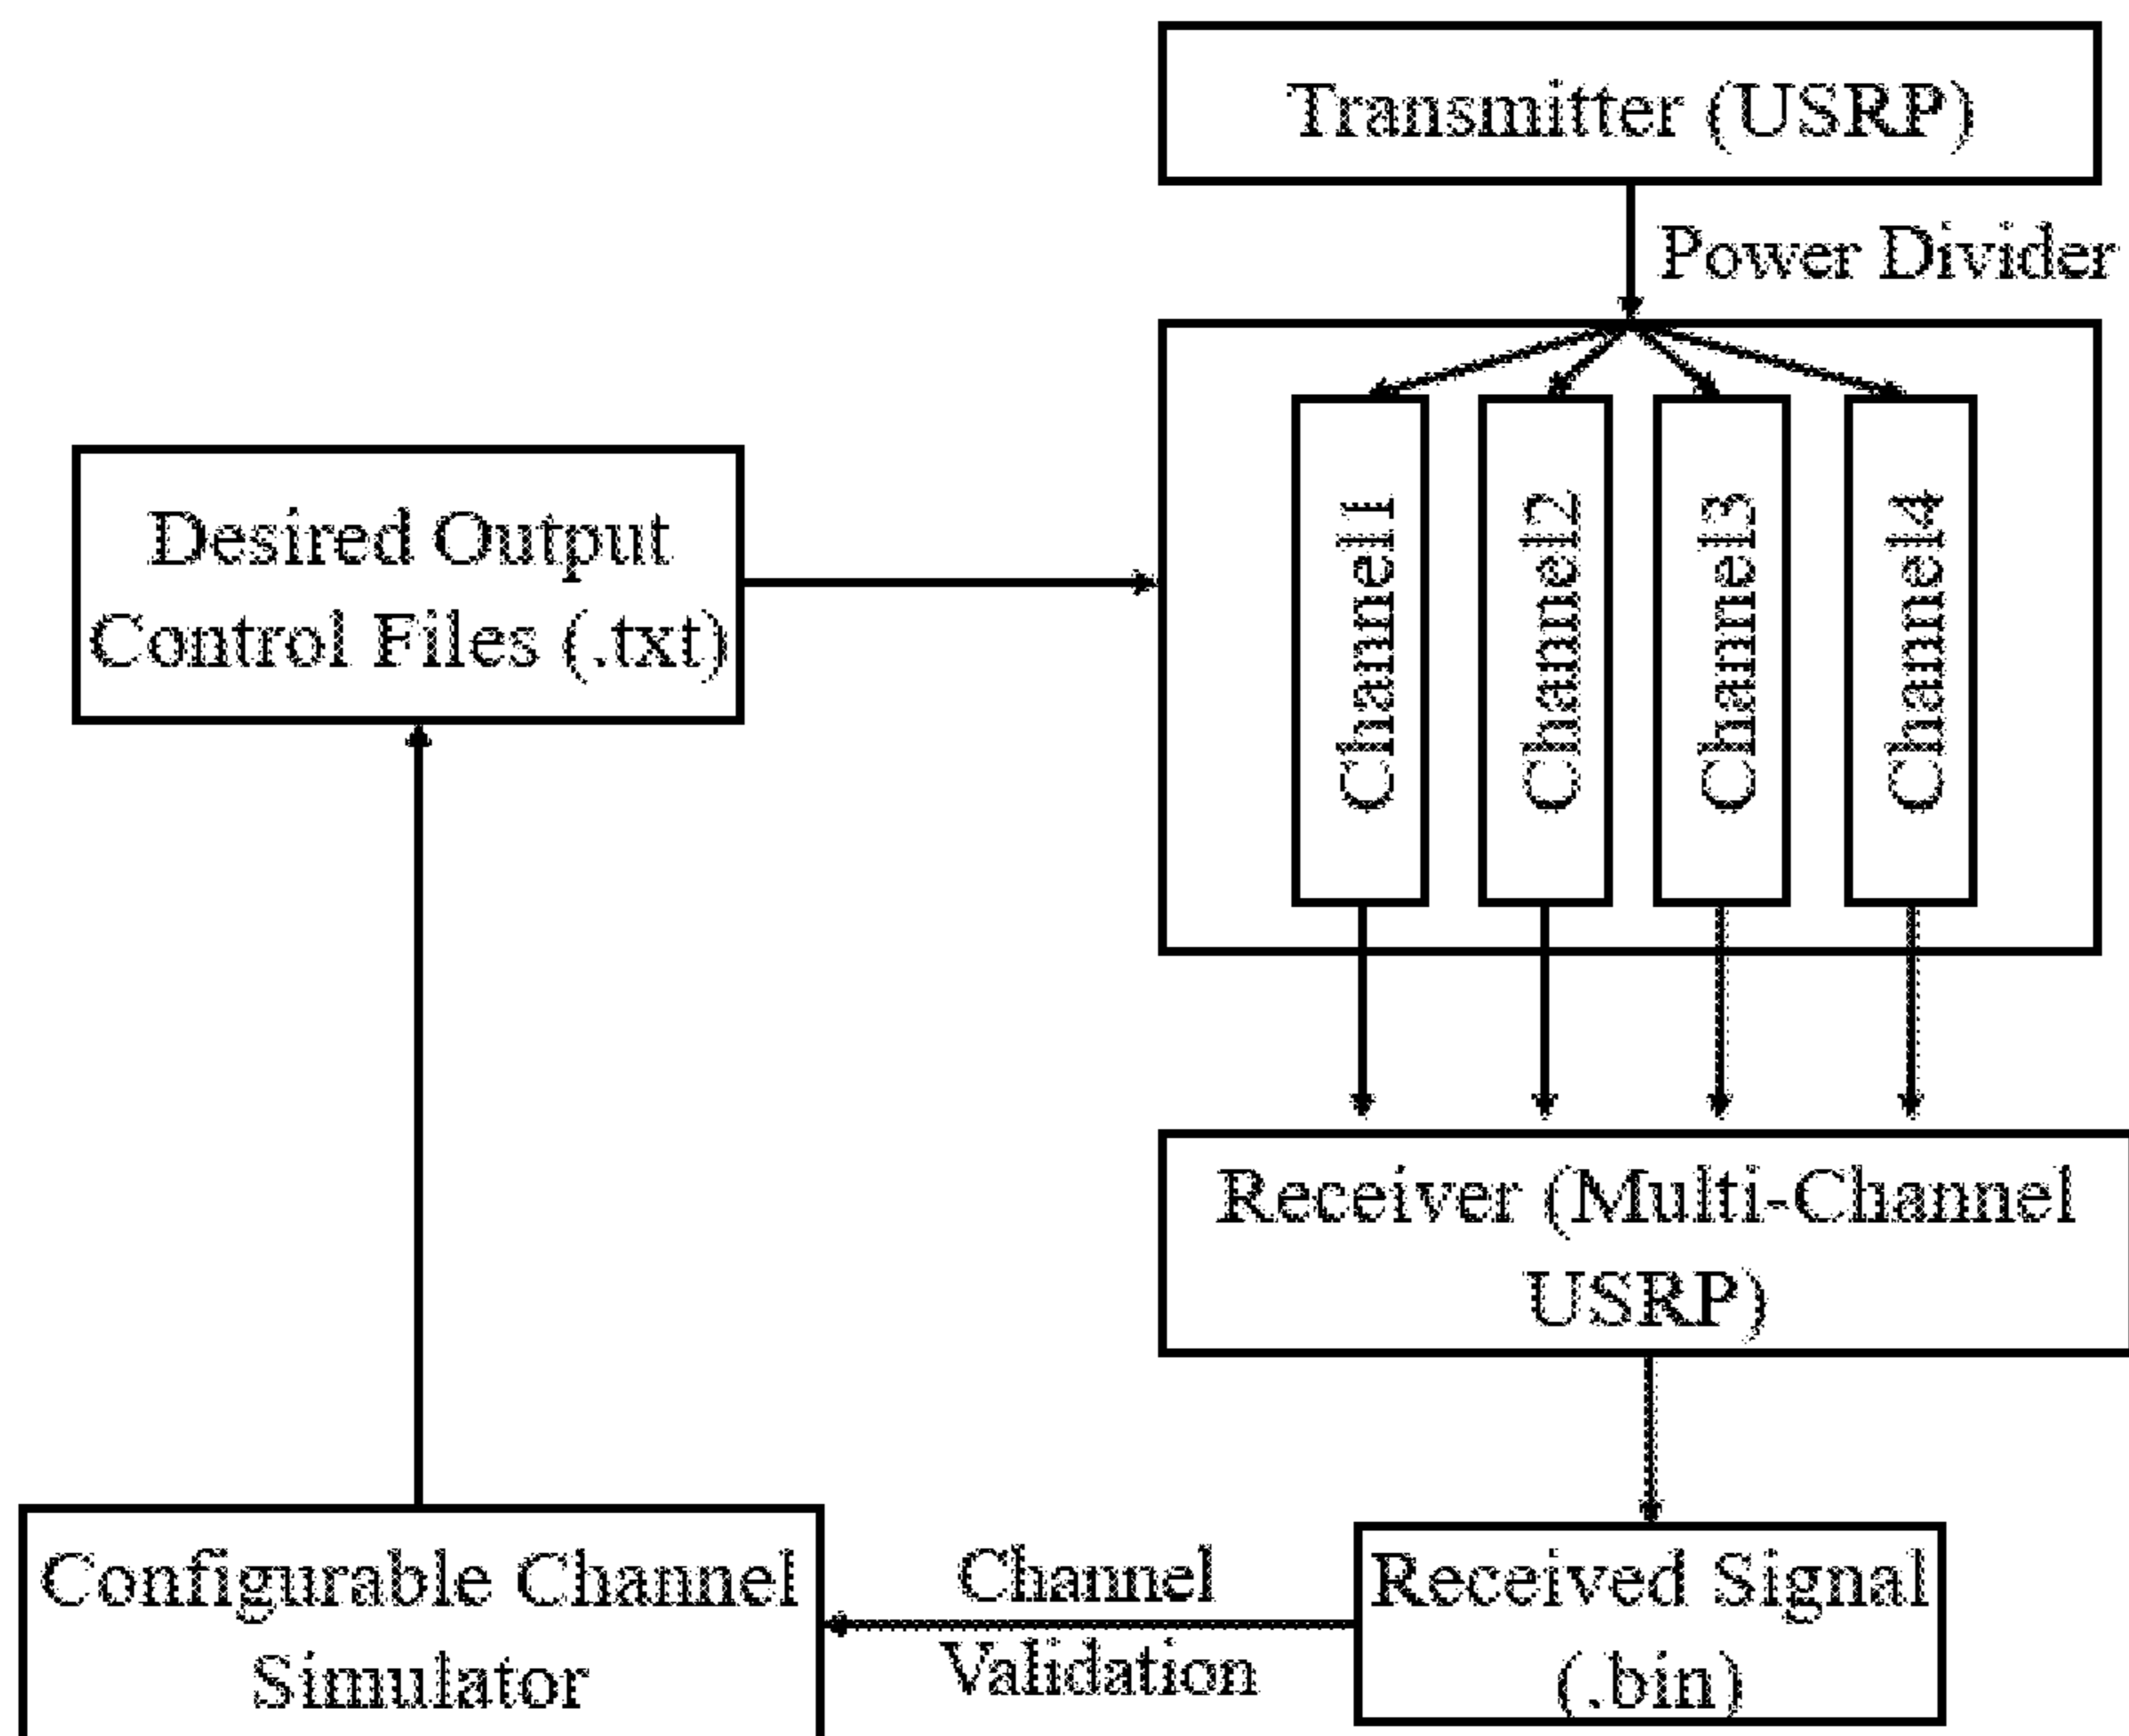 Transmitter (USRP)
Power Divider
Desired Output
Control Files (.txt)
Channel1
Channel2
Channel3
Channel4
Receiver (Multi-Channel
USRP)
Configurable Channel
Simulator
Channel
Validation
Received Signal
(.bin)